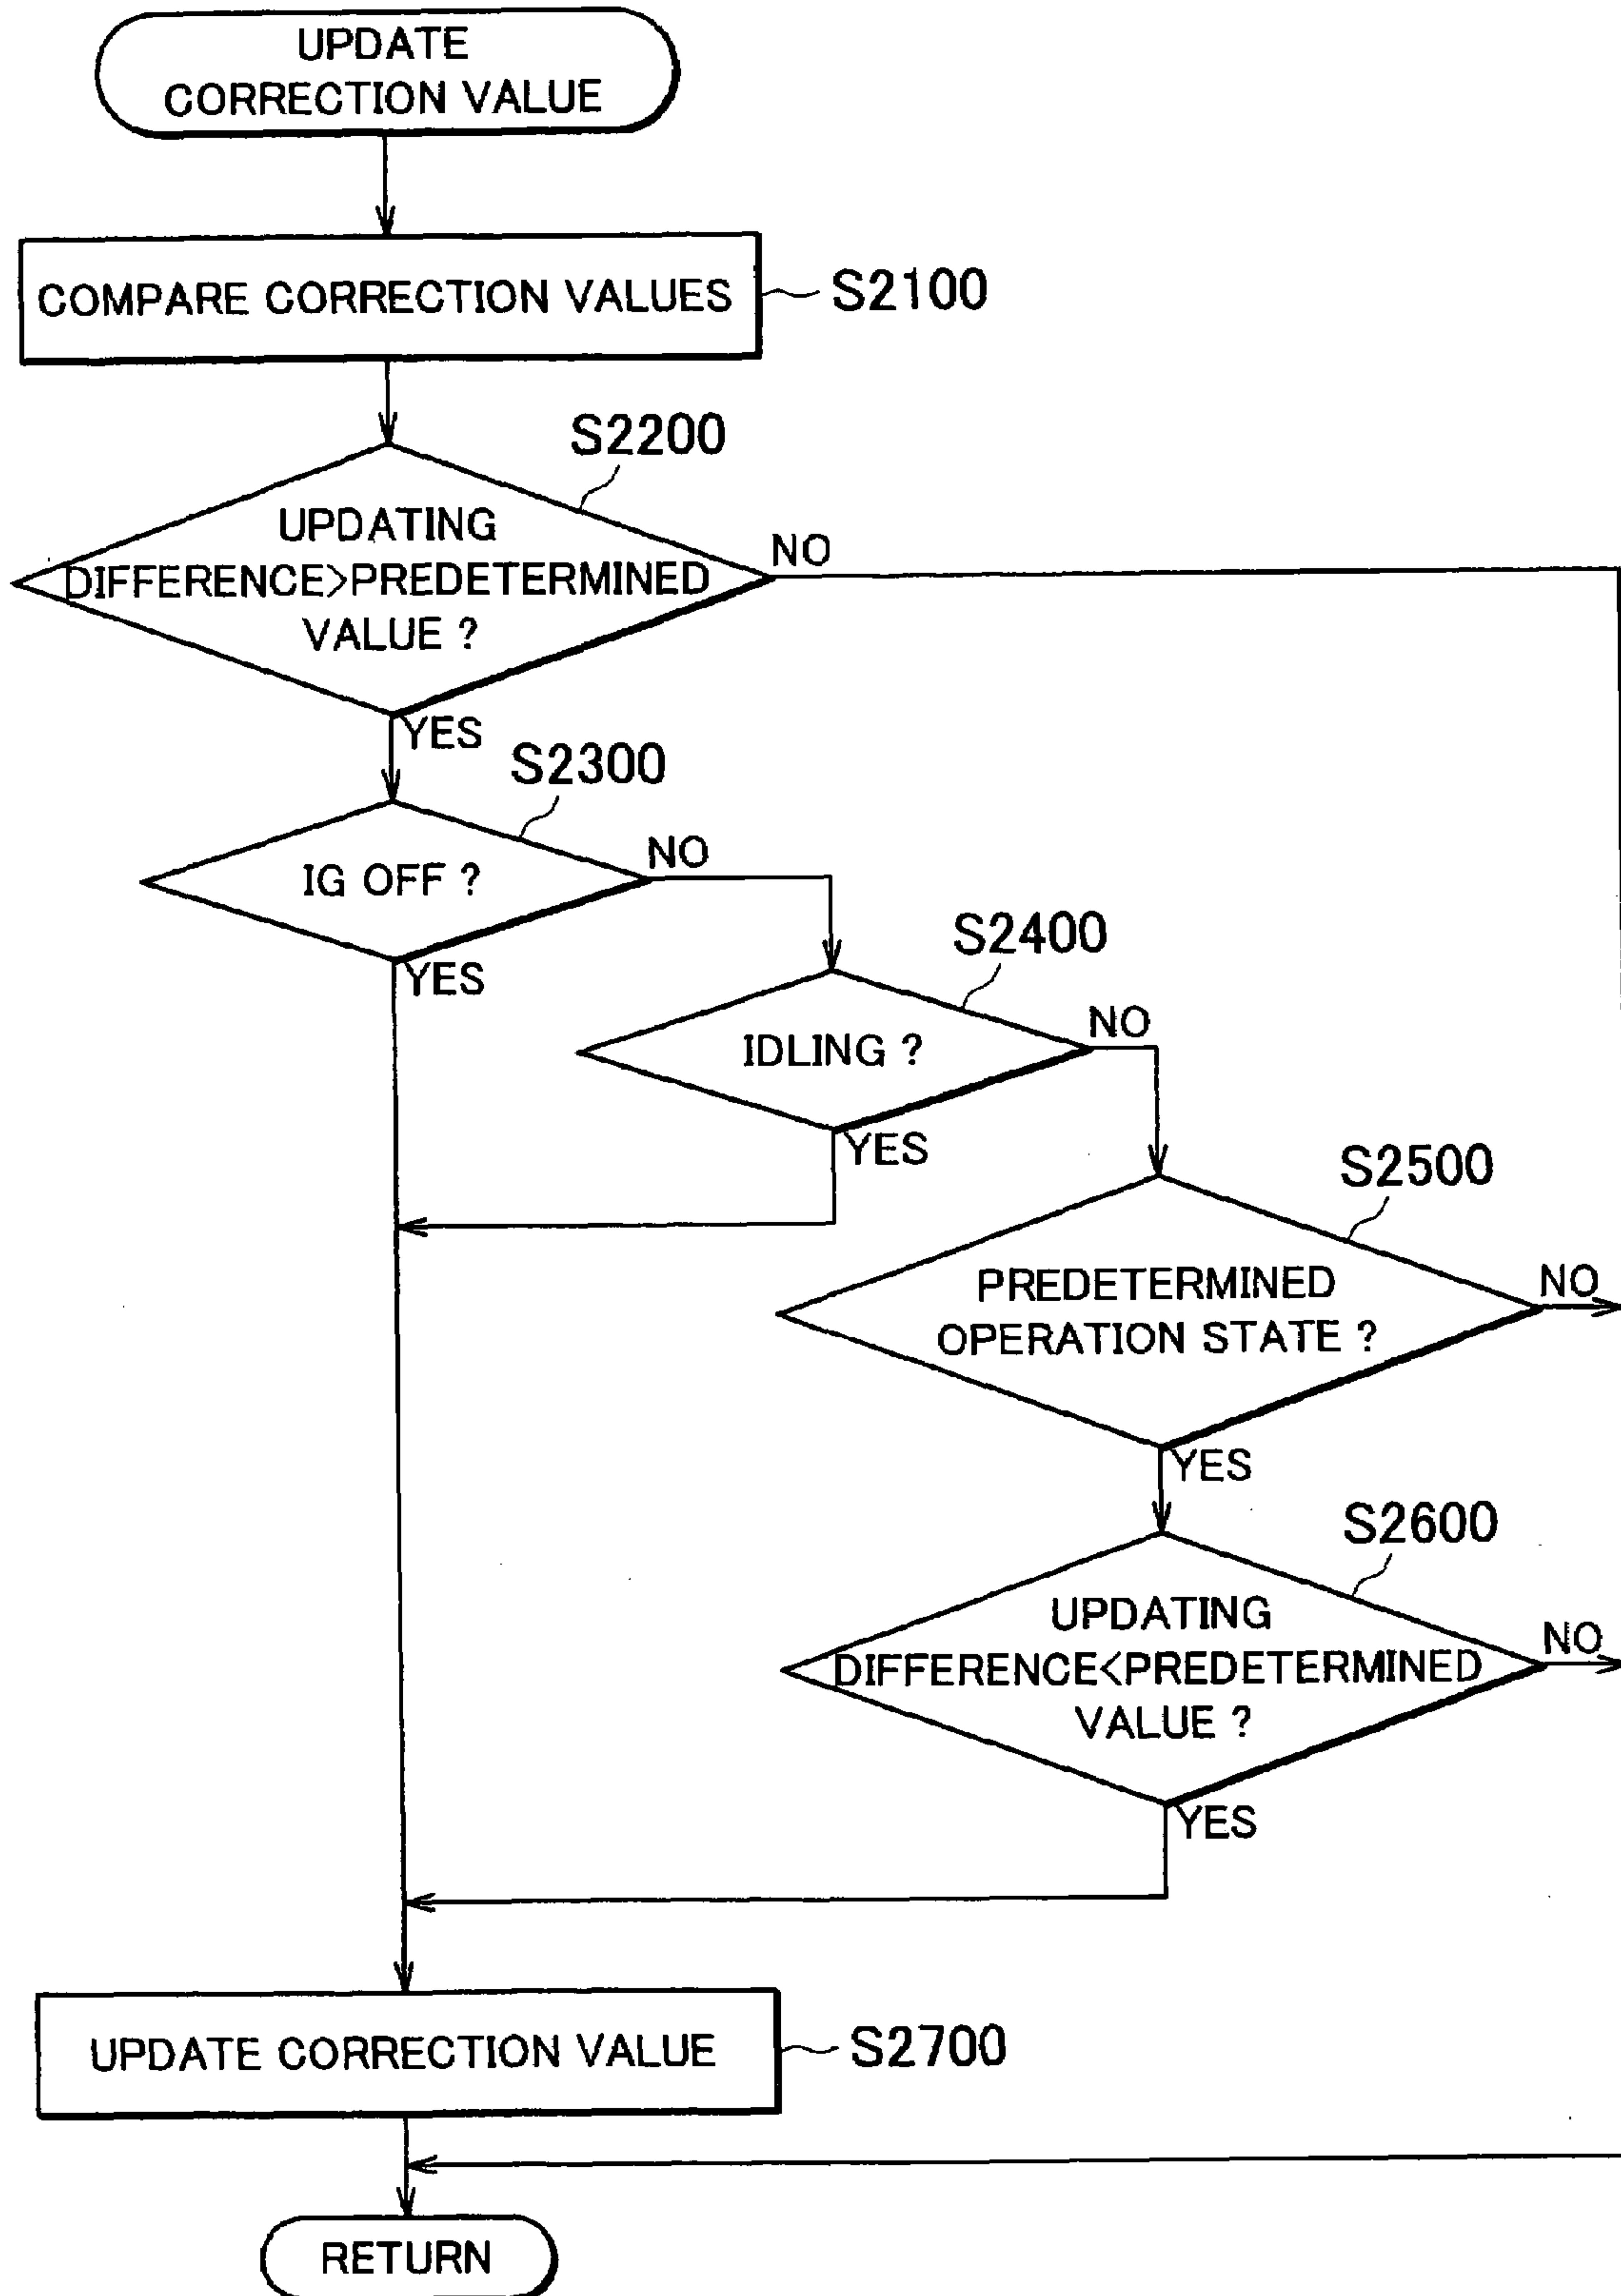 UPDATE
CORRECTION VALUE
COMPARE CORRECTION VALUES
S2100
S2200
UPDATING
DIFFERENCE>PREDETERMINED
VALUE ?
NO
YES
S2300
IG OFF ?
NO
YES
S2400
IDLING ?
NO
YES
S2500
PREDETERMINED
OPERATION STATE ?
NO
YES
S2600
UPDATING
DIFFERENCE<PREDETERMINED
VALUE ?
NO
YES
UPDATE CORRECTION VALUE
S2700
RETURN